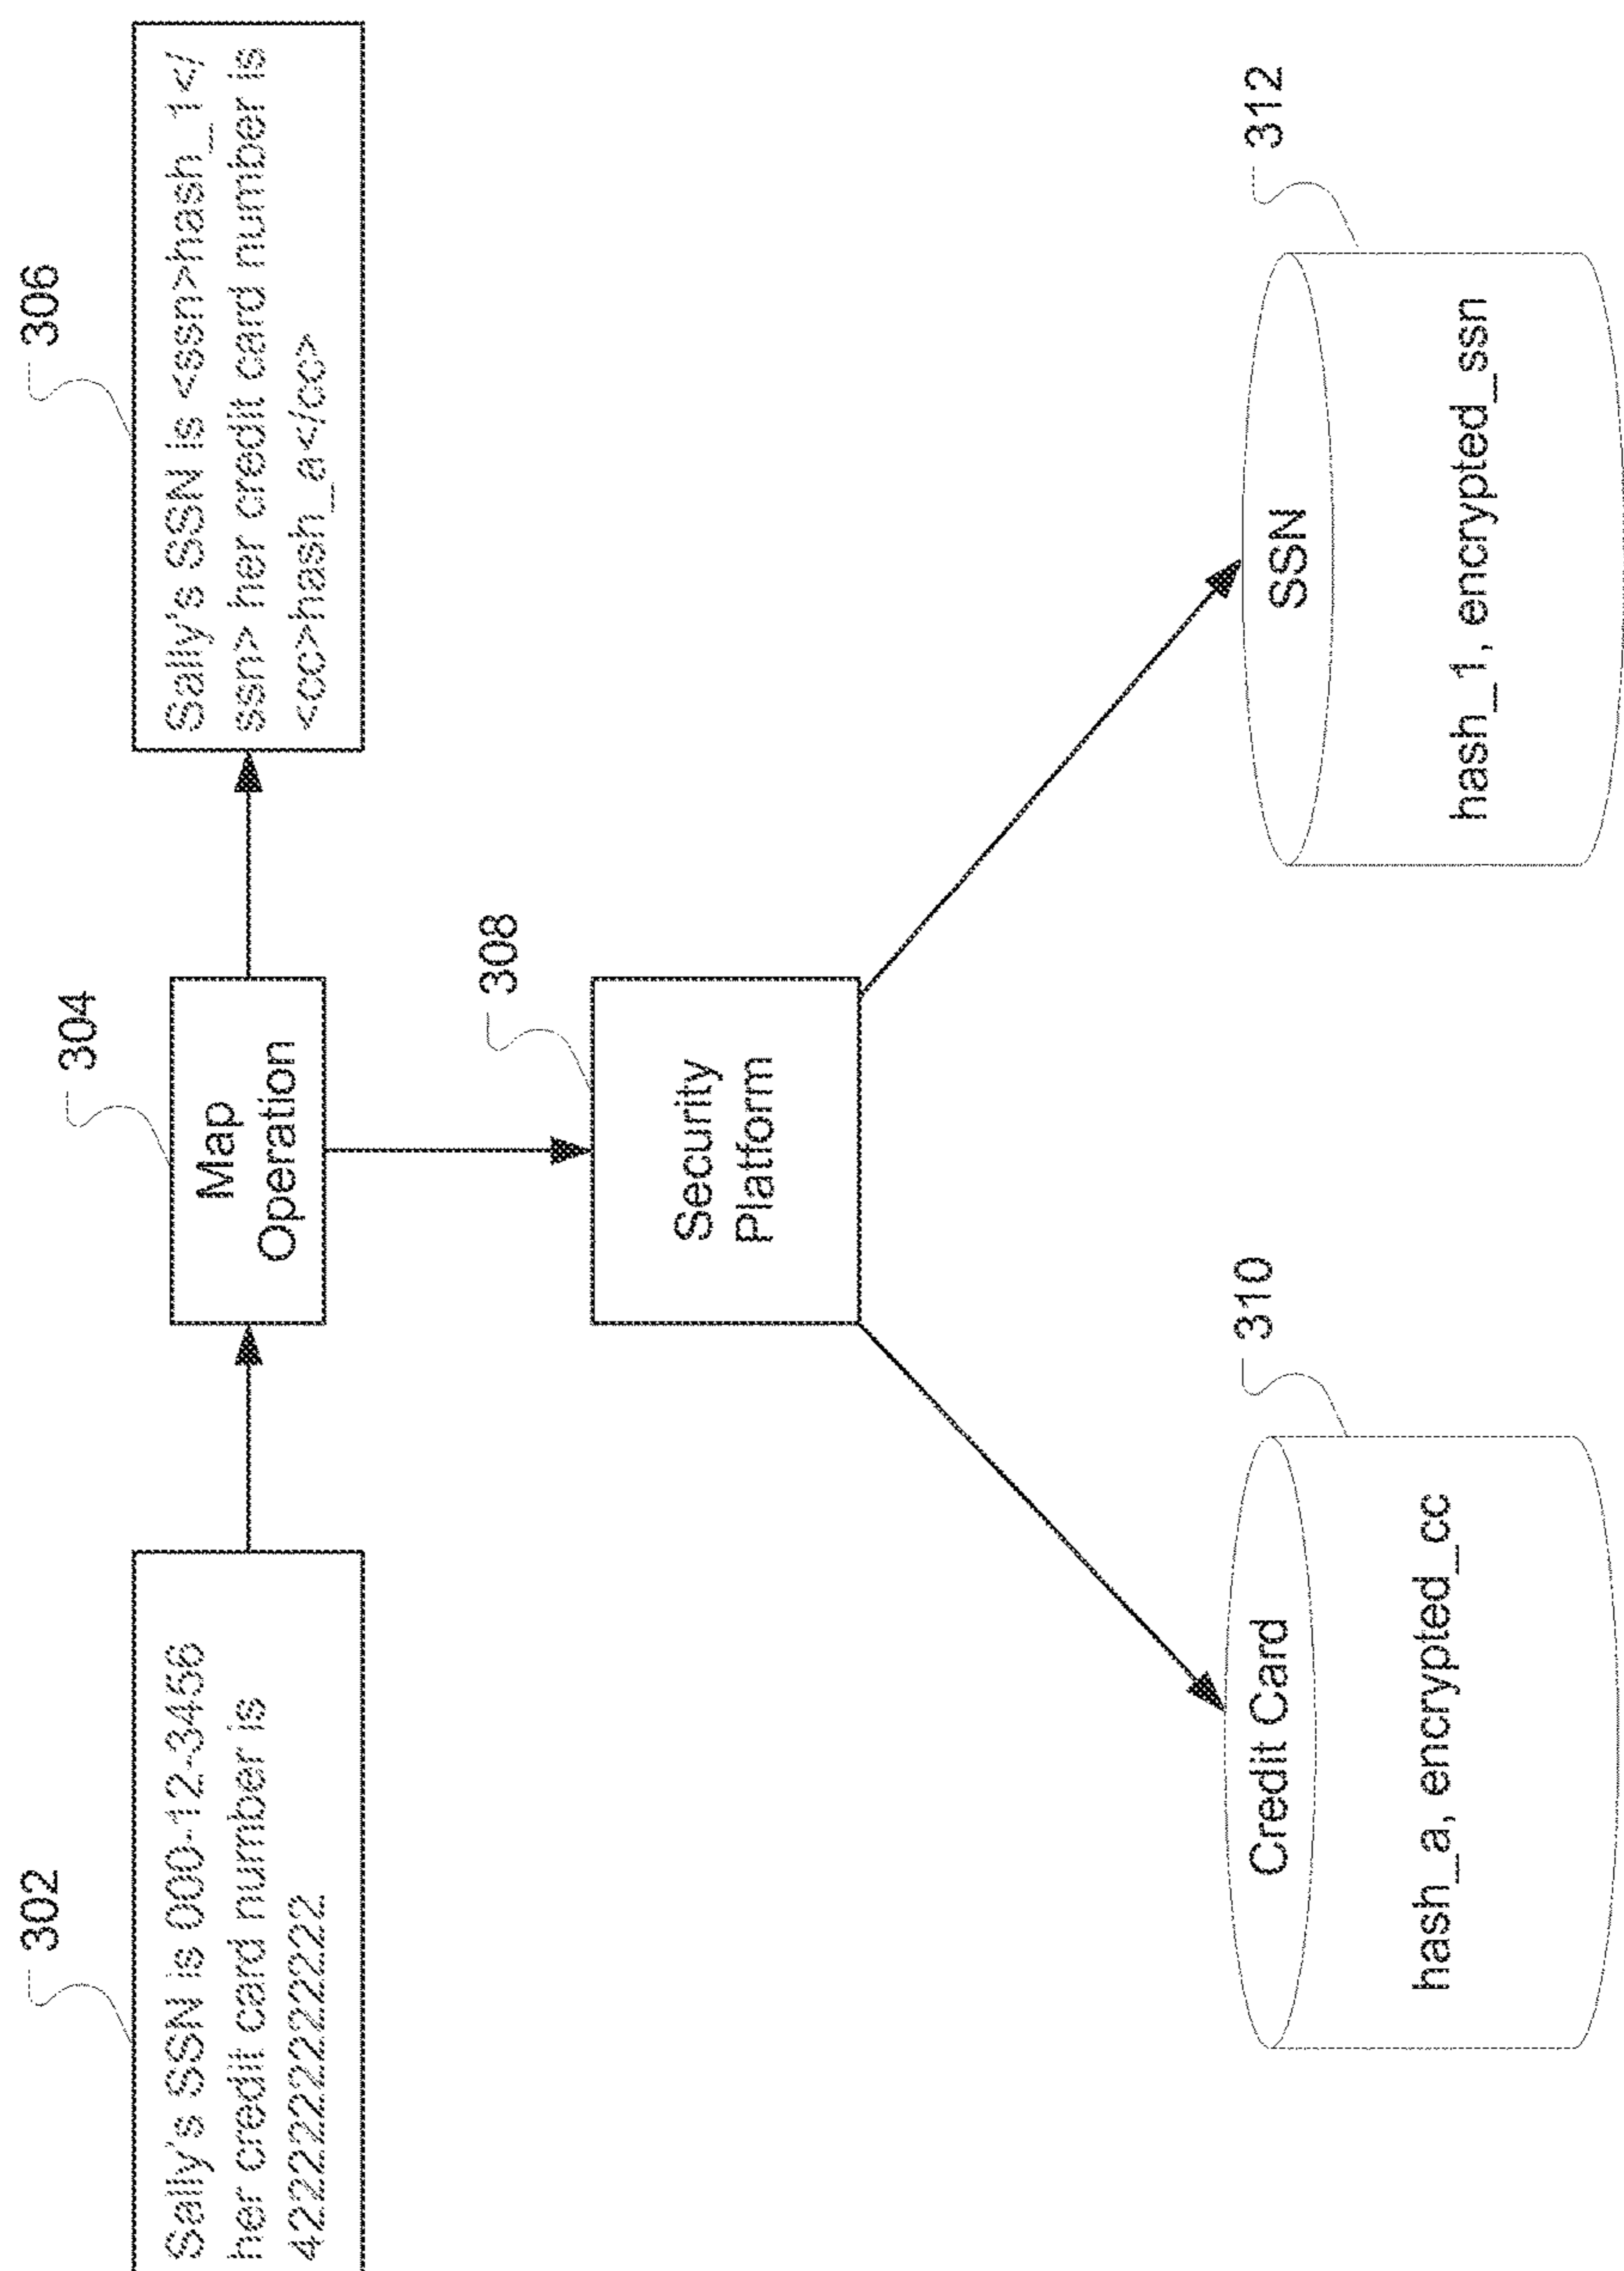 302
304
306
Sally's SSN is 000-12-3456
her credit card number is
4222222222222
Map
Operation
Sally's SSN is <ssn>hash_1</
ssn> her credit card number is
<cc>hash_a</cc>
308
Security
Platform
310
312
Credit Card
hash_a, encrypted_cc
SSN
hash_1, encrypted_ssn